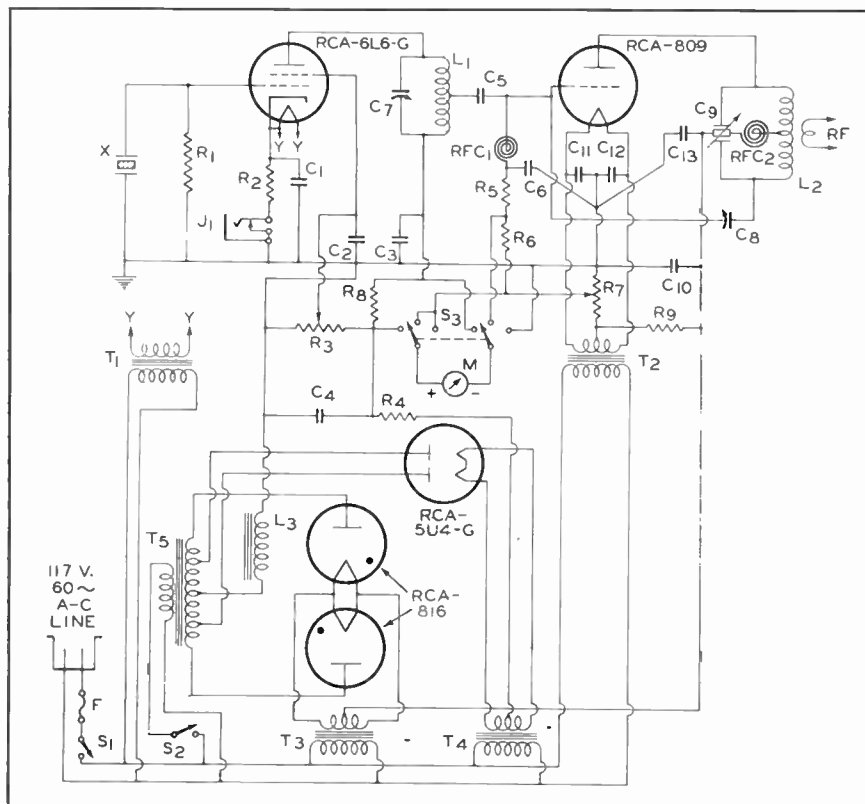 RCA-6L6-G
RCA-809
L1
C5
C7
C9
RF
RFC1
RFC2
L2
C11
C12
C13
X
R1
Y
Y
C1
R2
C6
R5
J1
R6
C8
C2
C3
R8
R7
C10
S3
R9
Y
Y
R3
M
+
-
T1
T2
C4
R4
RCA-
5U4-G
L3
T5
117 V.
60~
A-C
LINE
RCA-
816
F
S1
S2
T3
T4